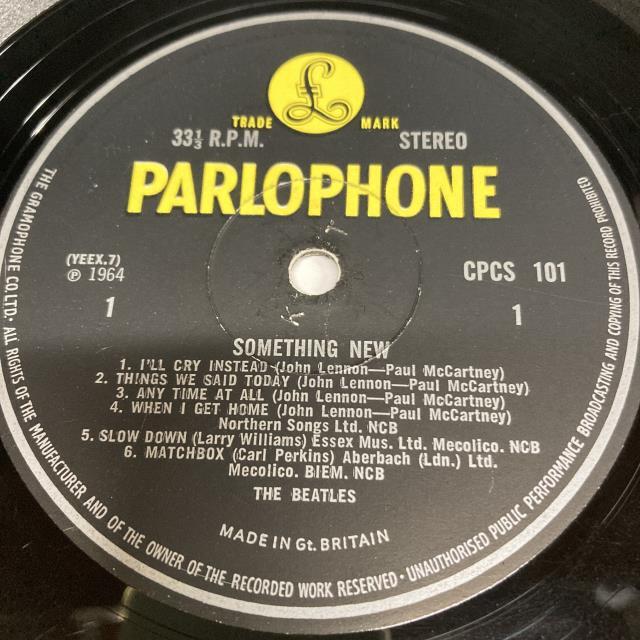 £
TRADE MARK
33⅓ R.P.M. STEREO
PARLOPHONE
(YEEX.7) CPCS 101
℗ 1964
1 1
SOMETHING NEW
1. I'LL CRY INSTEAD (John Lennon—Paul McCartney)
2. THINGS WE SAID TODAY (John Lennon—Paul McCartney)
3. ANY TIME AT ALL (John Lennon—Paul McCartney)
4. WHEN I GET HOME (John Lennon—Paul McCartney)
Northern Songs Ltd. NCB
5. SLOW DOWN (Larry Williams) Essex Mus. Ltd. Mecolico. NCB
6. MATCHBOX (Carl Perkins) Aberbach (Ldn.) Ltd.
Mecolico. BIEM. NCB
THE BEATLES
MADE IN Gt. BRITAIN
THE GRAMOPHONE CO. LTD. · ALL RIGHTS OF THE MANUFACTURER AND OF THE OWNER OF THE RECORDED WORK RESERVED · UNAUTHORISED PUBLIC PERFORMANCE BROADCASTING AND COPYING OF THIS RECORD PROHIBITED